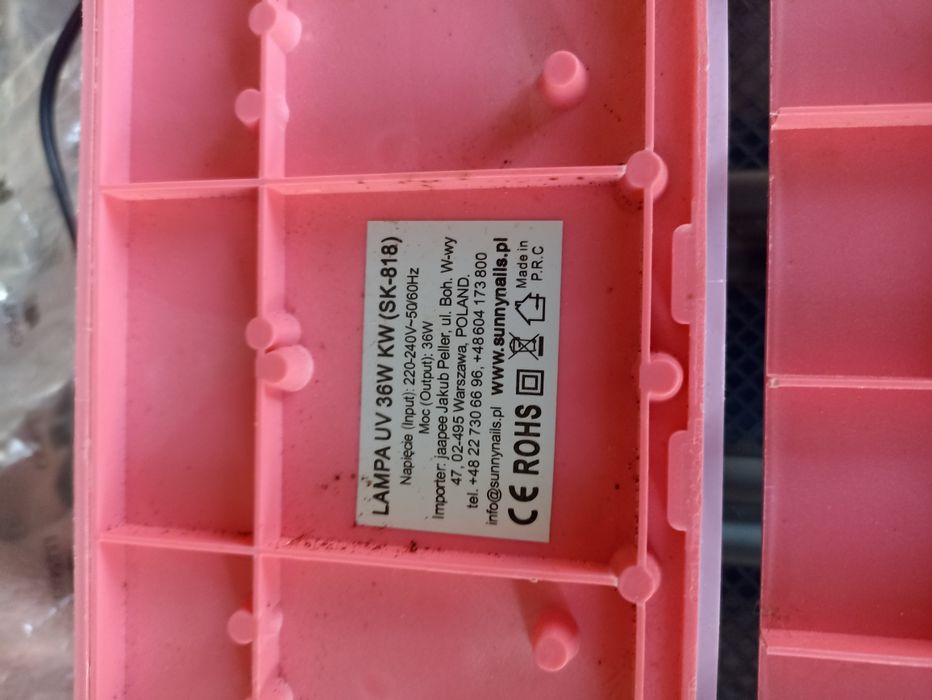 LAMPA UV 36W KW (SK-818)
Napięcie (Input): 220-240V~50/60Hz
Moc (Output): 36W
Importer: jaapee Jakub Peller, ul. Boh. W-wy
47, 02-495 Warszawa, POLAND.
tel. +48 22 730 66 96, +48 604 173 800
info@sunnynails.pl www.sunnynails.pl
CE ROHS Made in
P.R.C